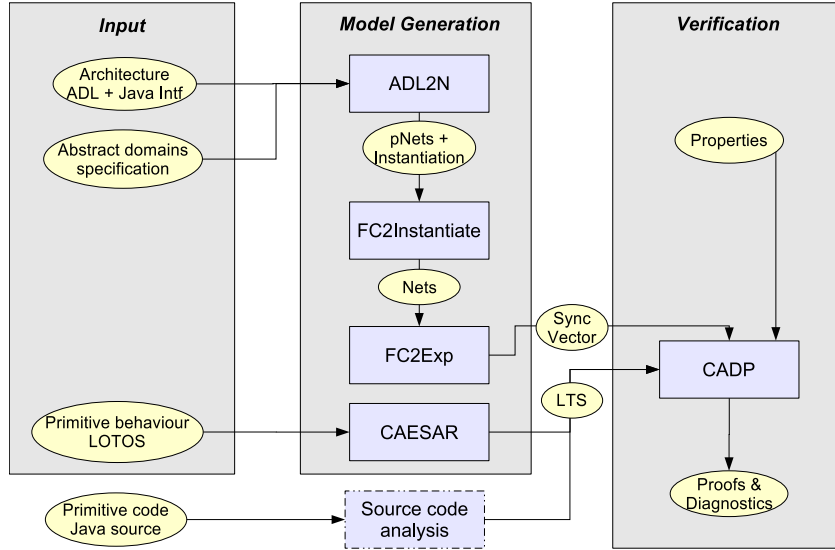 Input
Model Generation
Verification
Architecture
ADL + Java Intf
ADL2N
Abstract domains
specification
pNets +
Instantiation
Properties
FC2Instantiate
Nets
Sync
Vector
FC2Exp
CADP
LTS
Primitive behaviour
LOTOS
CAESAR
Proofs &
Diagnostics
Primitive code
Java source
Source code
analysis